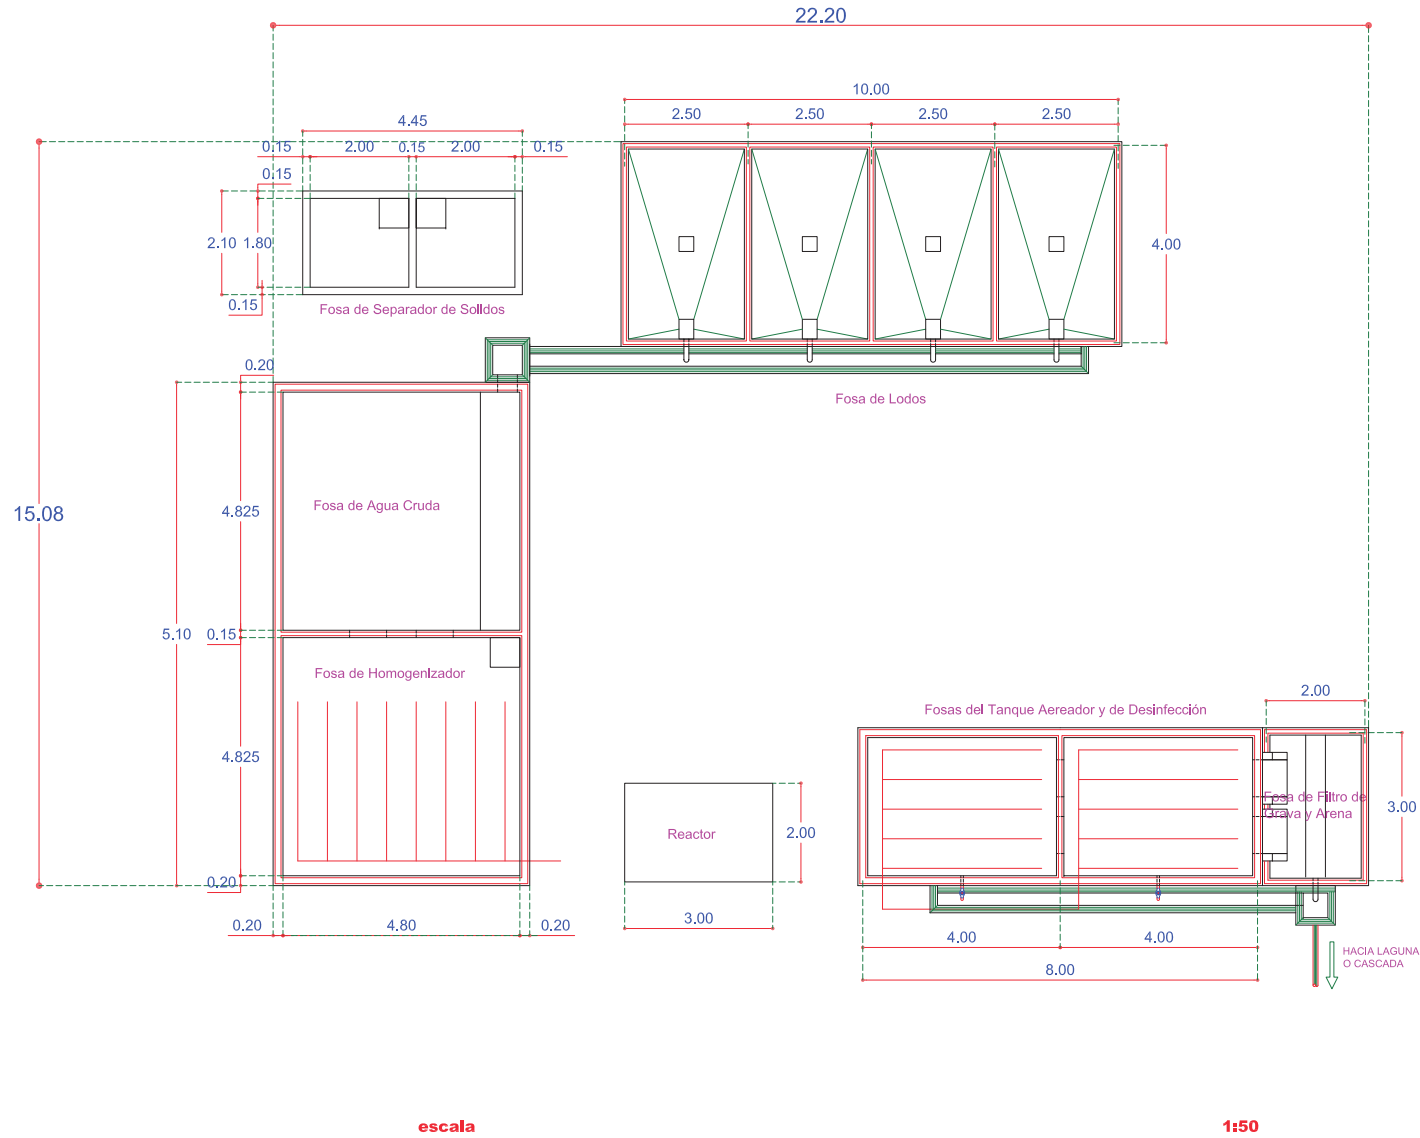 22.20
10.00
2.50 2.50 2.50 2.50
4.45
0.15 2.00 0.15 2.00 0.15
0.15
2.10 1.80
4.00
0.15
Fosa de Separador de Solidos
0.20
Fosa de Lodos
Fosa de Agua Cruda
4.825
15.08
5.10 0.15
Fosa de Homogenizador
2.00
Fosas del Tanque Aereador y de Desinfección
4.825
Fosa de Filtro de
Grava y Arena
3.00
Reactor
2.00
0.20
0.20 4.80 0.20
3.00
4.00 4.00
8.00
HACIA LAGUNA
O CASCADA
escala 1:50